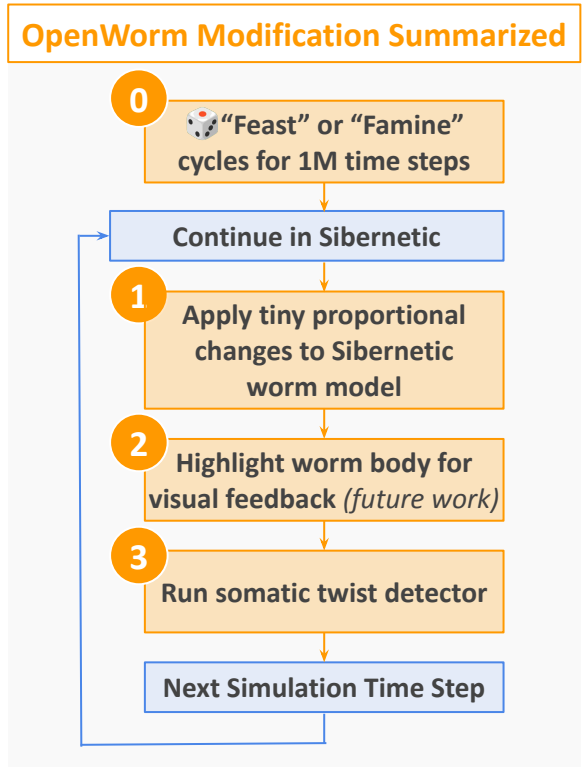 OpenWorm Modification Summarized
0
“Feast” or “Famine”
cycles for 1M time steps
Continue in Sibernetic
1
Apply tiny proportional
changes to Sibernetic
worm model
2
Highlight worm body for
visual feedback (future work)
3
Run somatic twist detector
Next Simulation Time Step